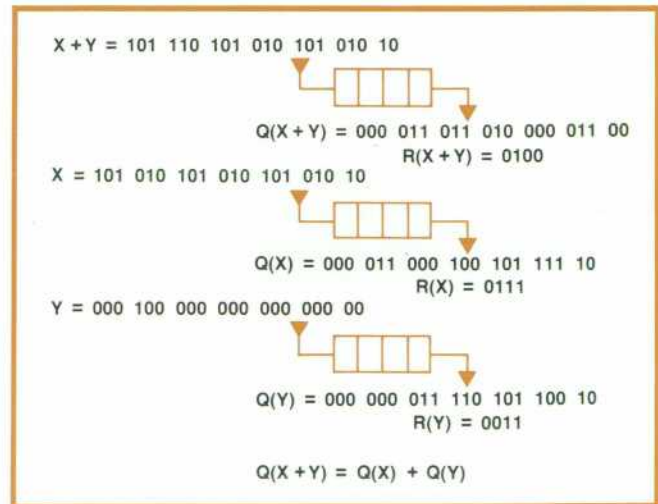 X + Y = 101 110 101 010 101 010 10
Q(X + Y) = 000 011 011 010 000 011 00
R(X + Y) = 0100
X = 101 010 101 010 101 010 10
Q(X) = 000 011 000 100 101 111 10
R(X) = 0111
Y = 000 100 000 000 000 000 00
Q(Y) = 000 000 011 110 101 100 10
R(Y) = 0011
Q(X + Y) = Q(X) + Q(Y)